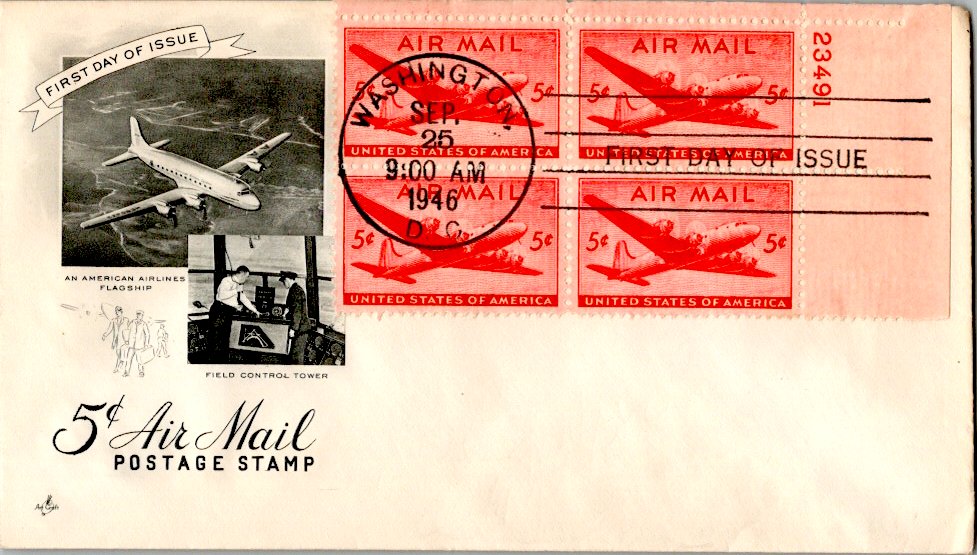 FIRST DAY OF ISSUE
AN AMERICAN AIRLINES
FLAGSHIP
FIELD CONTROL TOWER
5¢ Air Mail
POSTAGE STAMP
Art Craft
AIR MAIL
5¢ 5¢
UNITED STATES OF AMERICA
AIR MAIL
5¢
UNITED STATES OF AMERICA
AIR MAIL
5¢ 5¢
UNITED STATES OF AMERICA
AIR MAIL
5¢ 5¢
UNITED STATES OF AMERICA
23491
WASHINGTON,
SEP.
25
9:00 AM
1946
D. C.
FIRST DAY OF ISSUE